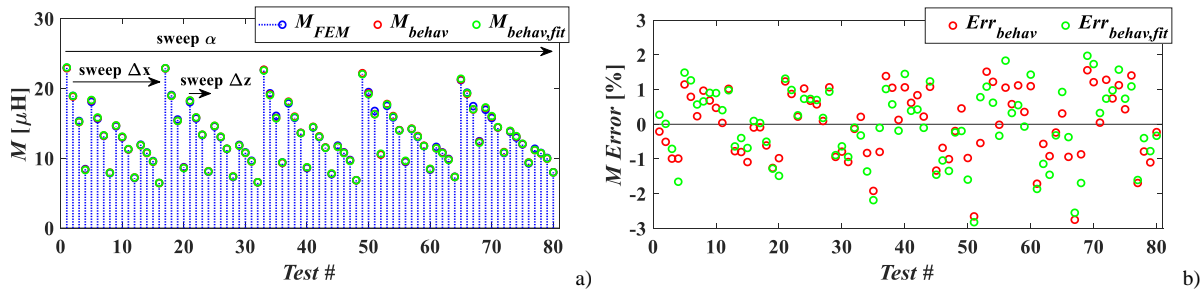 M [μH]
30
20
10
0
M_FEM M_behav M_behav,fit
sweep α
sweep Δx
sweep Δz
0 10 20 30 40 50 60 70 80
Test #
a)
M Error [%]
3
2
1
0
-1
-2
-3
Err_behav Err_behav,fit
0 10 20 30 40 50 60 70 80
Test #
b)